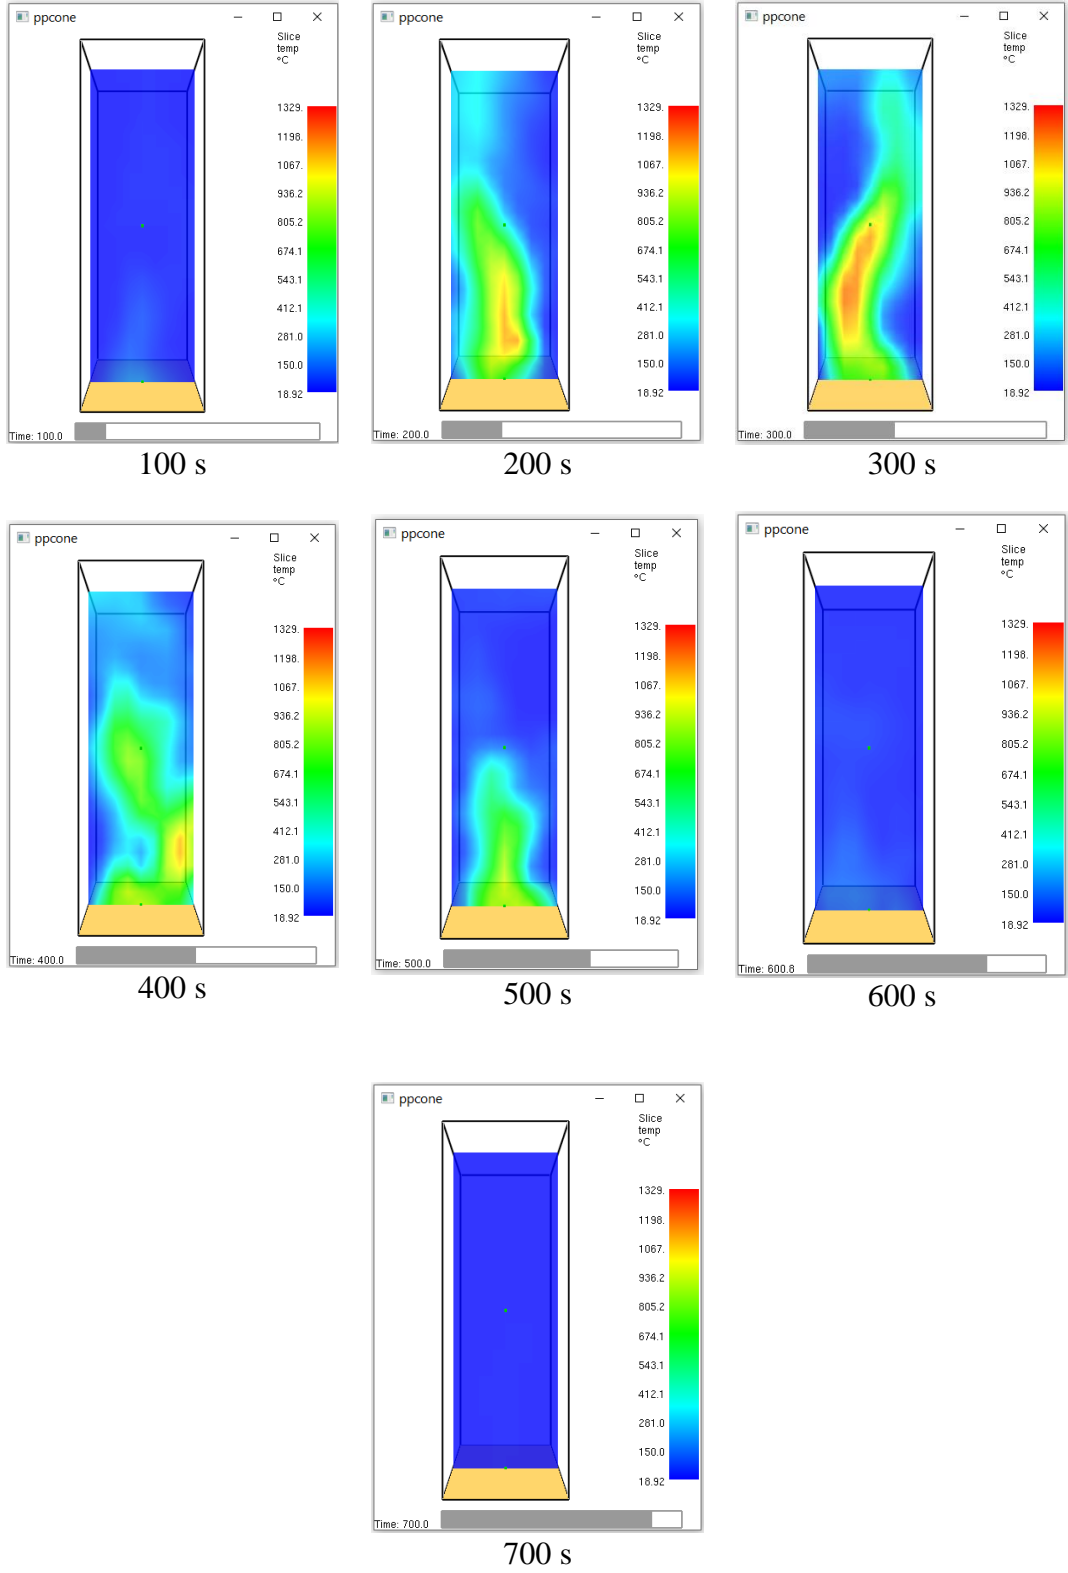 ppcone
Slice
temp
°C
1329.
1198.
1067.
936.2
805.2
674.1
543.1
412.1
281.0
150.0
18.92
Time: 100.0
100 s
ppcone
Slice
temp
°C
1329.
1198.
1067.
936.2
805.2
674.1
543.1
412.1
281.0
150.0
18.92
Time: 200.0
200 s
ppcone
Slice
temp
°C
1329.
1198.
1067.
936.2
805.2
674.1
543.1
412.1
281.0
150.0
18.92
Time: 300.0
300 s
ppcone
Slice
temp
°C
1329.
1198.
1067.
936.2
805.2
674.1
543.1
412.1
281.0
150.0
18.92
Time: 400.0
400 s
ppcone
Slice
temp
°C
1329.
1198.
1067.
936.2
805.2
674.1
543.1
412.1
281.0
150.0
18.92
Time: 500.0
500 s
ppcone
Slice
temp
°C
1329.
1198.
1067.
936.2
805.2
674.1
543.1
412.1
281.0
150.0
18.92
Time: 600.8
600 s
ppcone
Slice
temp
°C
1329.
1198.
1067.
936.2
805.2
674.1
543.1
412.1
281.0
150.0
18.92
Time: 700.0
700 s